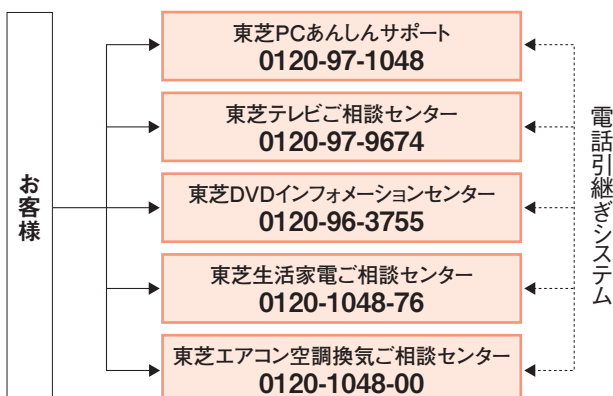 お客様
東芝PCあんしんサポート
0120-97-1048
東芝テレビご相談センター
0120-97-9674
東芝DVDインフォメーションセンター
0120-96-3755
東芝生活家電ご相談センター
0120-1048-76
東芝エアコン空調換気ご相談センター
0120-1048-00
電話引継ぎシステム